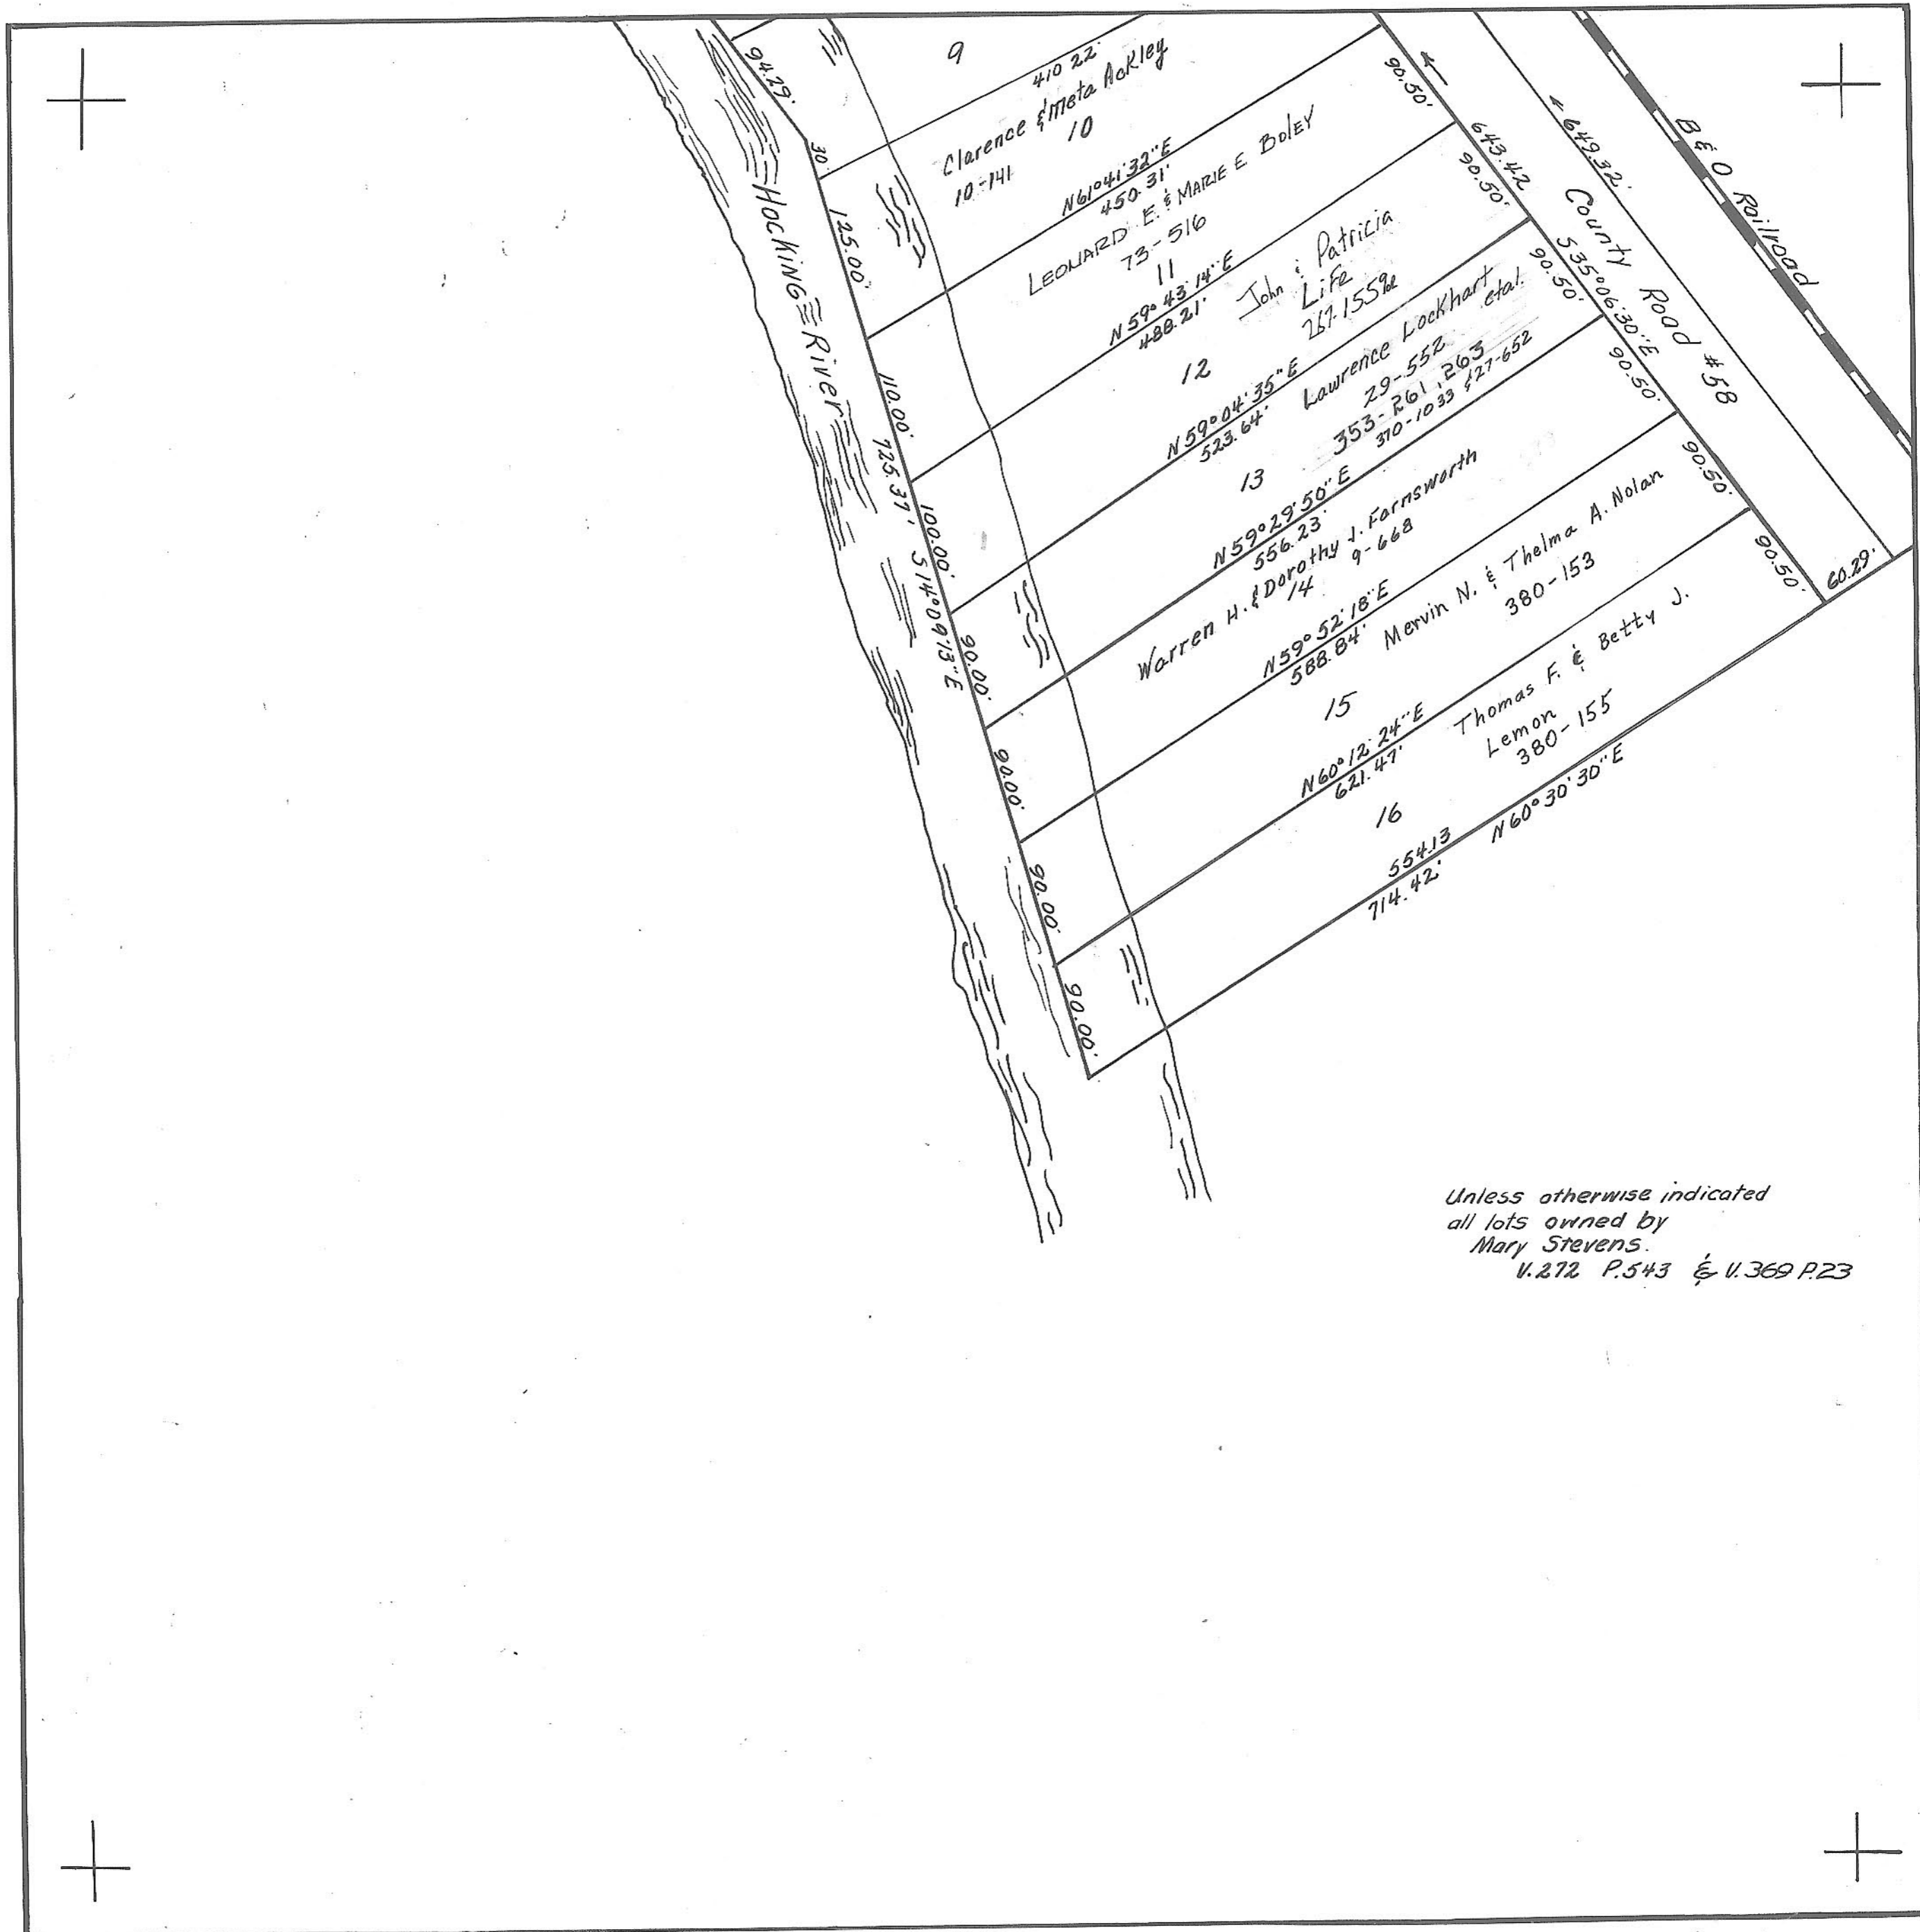 9
94.29'
410 22'
Clarence & Meta Ackley
10
10-141
30
N61°41'32"E
450.31'
LEONARD E. & MARIE E BOLEY
73-516
11
125.00'
N59°43'14"E
488.21'
John & Patricia
Life
12
110.00'
N59°04'35"E
523.64'
Lawrence Lockhart
etal.
29-552
353-261,263
370-1033 &
13
100.00'
N59°29'50"E
556.23'
Warren H. & Dorothy J. Farnsworth
14
9-668
90.00'
N59°52'18"E
588.84'
Mervin N. & Thelma A. Nolan
380-153
15
90.00'
N60°12'24"E
621.47'
Thomas F. & Betty J.
Lemon
380-155
16
90.00'
554.13
N60°30'30"E
714.42'
90.00'
Hocking River
725.37' S14°09'13"E
90.50'
90.50'
90.50'
90.50'
90.50'
90.50'
643.42
S35°06'30"E
649.32'
County Road #58
60.29'
B & O Railroad
Unless otherwise indicated
all lots owned by
Mary Stevens.
V.272 P.543 & V.369 P.23